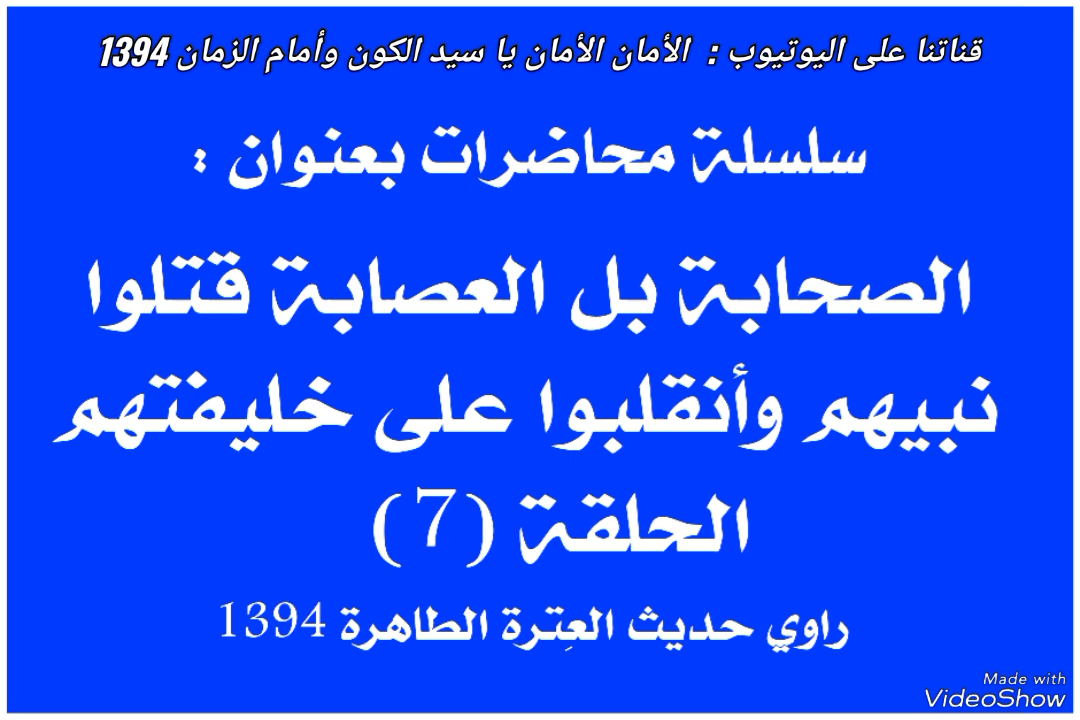 قناتنا على اليوتيوب : الأمان الأمان يا سيد الكون وأمام الزمان 1394
سلسلة محاضرات بعنوان :
الصحابة بل العصابة قتلوا
نبيهم وأنقلبوا على خليفتهم
الحلقة (7)
راوي حديث العِترة الطاهرة 1394
Made with
VideoShow